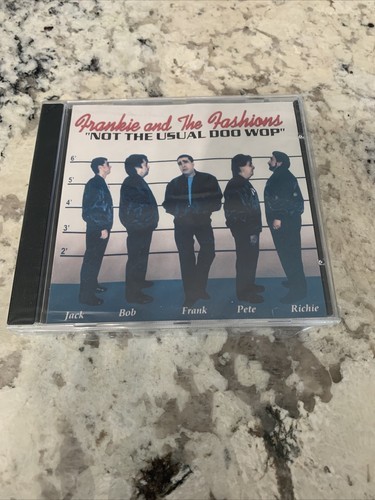 Frankie and The Fashions
"NOT THE USUAL DOO WOP"
6'
5'
4'
3'
2'
Jack Bob Frank Pete Richie